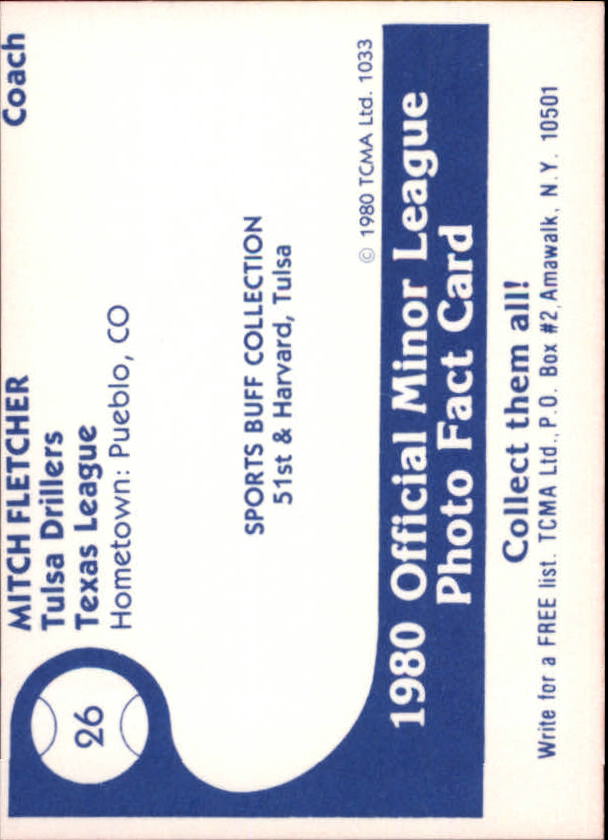 26
MITCH FLETCHER
Coach
Tulsa Drillers
Texas League
Hometown: Pueblo, CO
SPORTS BUFF COLLECTION
51st & Harvard, Tulsa
© 1980 TCMA Ltd. 1033
1980 Official Minor League
Photo Fact Card
Collect them all!
Write for a FREE list. TCMA Ltd., P.O. Box #2, Amawalk, N.Y. 10501